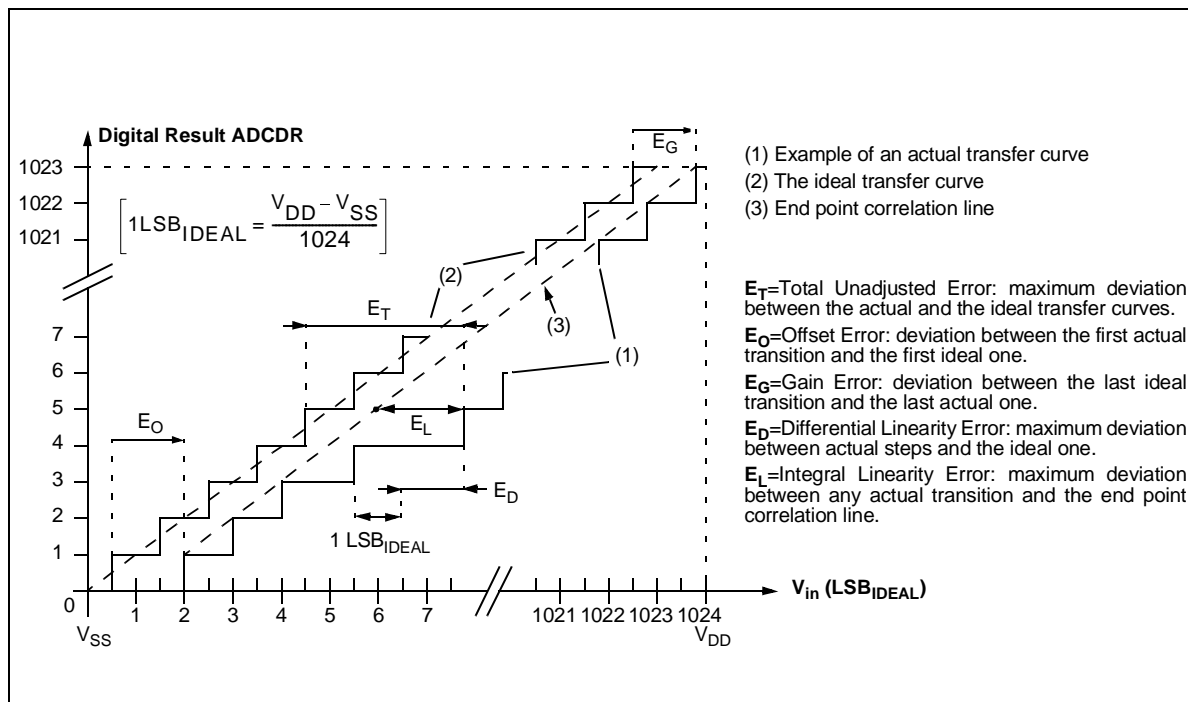 Digital Result ADCDR
E_G
1023
1022
1021
[1LSB_IDEAL = (V_DD – V_SS) / 1024]
(2)
E_T
(3)
(1)
7
6
5
4
3
2
1
0
E_O
E_L
E_D
1 LSB_IDEAL
1 2 3 4 5 6 7 1021 1022 1023 1024
V_in (LSB_IDEAL)
V_SS
V_DD
(1) Example of an actual transfer curve
(2) The ideal transfer curve
(3) End point correlation line
E_T=Total Unadjusted Error: maximum deviation
between the actual and the ideal transfer curves.
E_O=Offset Error: deviation between the first actual
transition and the first ideal one.
E_G=Gain Error: deviation between the last ideal
transition and the last actual one.
E_D=Differential Linearity Error: maximum deviation
between actual steps and the ideal one.
E_L=Integral Linearity Error: maximum deviation
between any actual transition and the end point
correlation line.